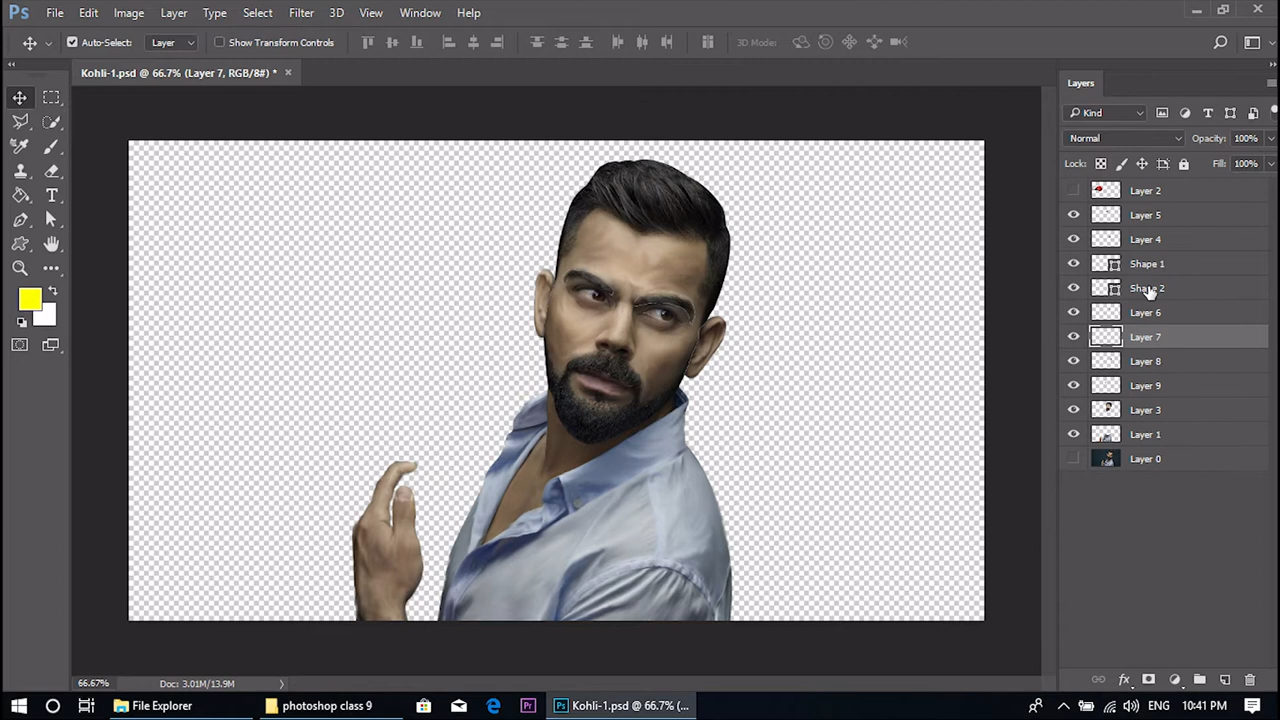 Ps File Edit Image Layer Type Select Filter 3D View Window Help
Auto-Select: Layer Show Transform Controls 3D Mode:
Kohli-1.psd @ 66.7% (Layer 7, RGB/8#) *
Layers
Kind
Normal Opacity: 100%
Lock: Fill: 100%
Layer 2
Layer 5
Layer 4
Shape 1
Shape 2
Layer 6
Layer 7
Layer 8
Layer 9
Layer 3
Layer 1
Layer 0
66.67% Doc: 3.01M/13.9M
File Explorer photoshop class 9 Pr Ps Kohli-1.psd @ 66.7% (... 10:41 PM